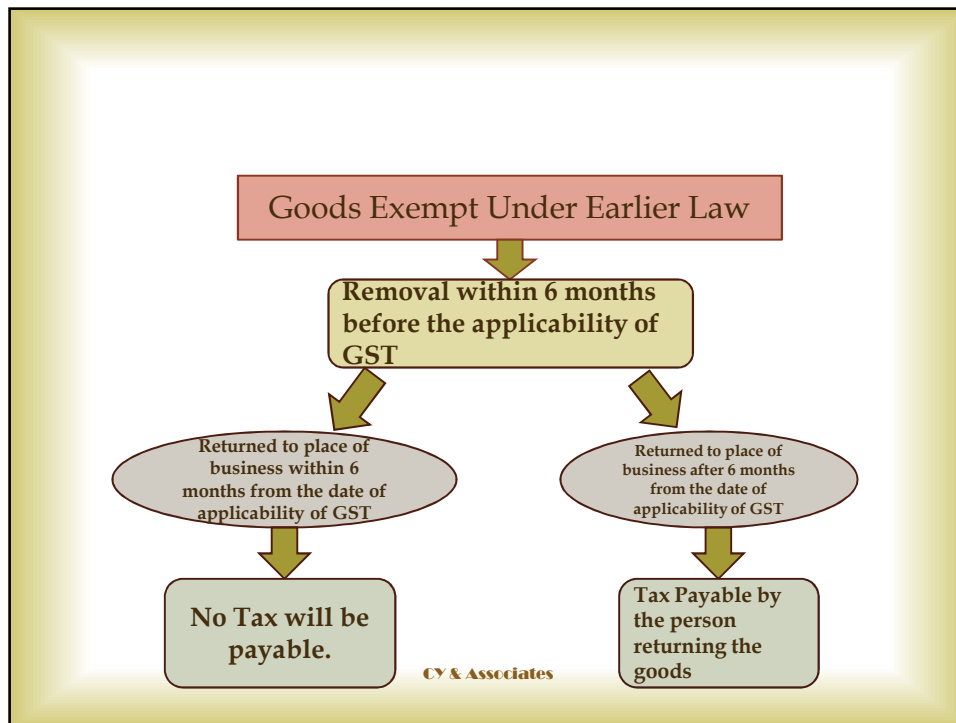 Goods Exempt Under Earlier Law
Removal within 6 months
before the applicability of
GST
Returned to place of
business within 6
months from the date of
applicability of GST
Returned to place of
business after 6 months
from the date of
applicability of GST
No Tax will be
payable.
Tax Payable by
the person
returning the
goods
CY & Associates